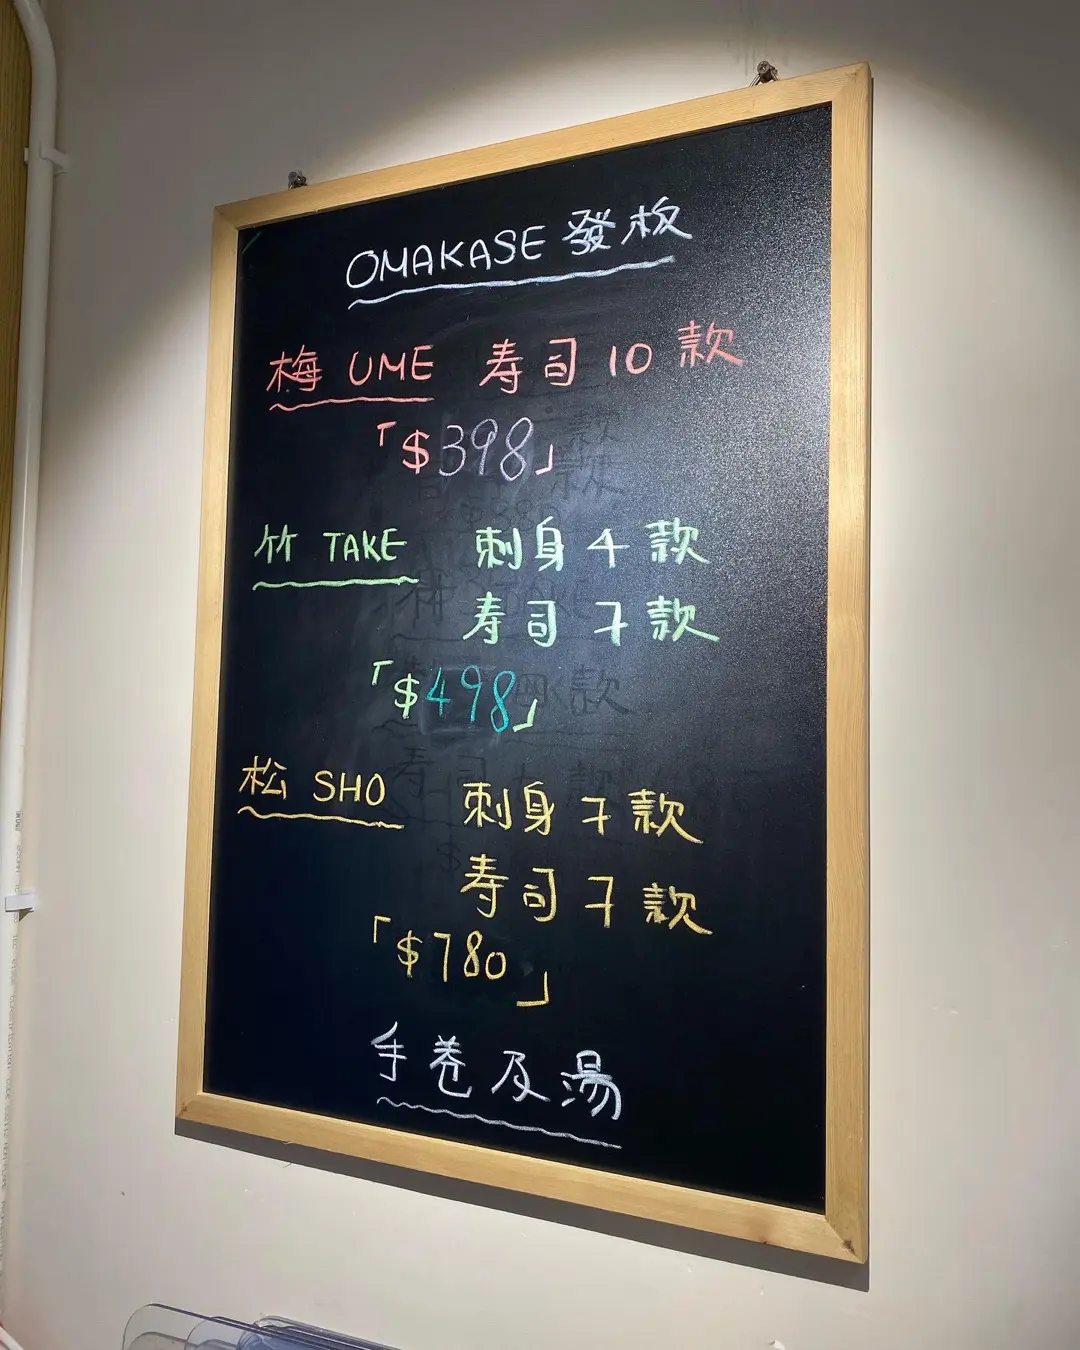 OMAKASE 發板
梅 UME 寿司 10 款
「$398」
竹 TAKE 刺身 4 款
寿司 7 款
「$498」
松 SHO 刺身 7 款
寿司 7 款
「$780」
手卷及湯